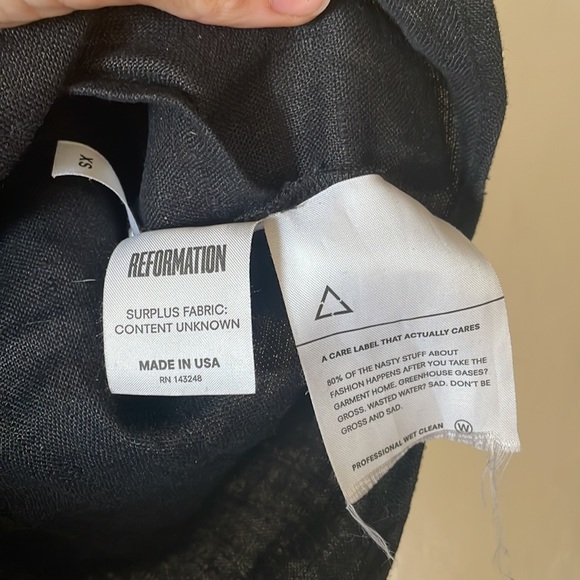 XS
REFORMATION
SURPLUS FABRIC:
CONTENT UNKNOWN
MADE IN USA
RN 143248
A CARE LABEL THAT ACTUALLY CARES
80% OF THE NASTY STUFF ABOUT
FASHION HAPPENS AFTER YOU TAKE THE
GARMENT HOME. GREENHOUSE GASES?
GROSS. WASTED WATER? SAD. DON'T BE
GROSS AND SAD.
PROFESSIONAL WET CLEAN W